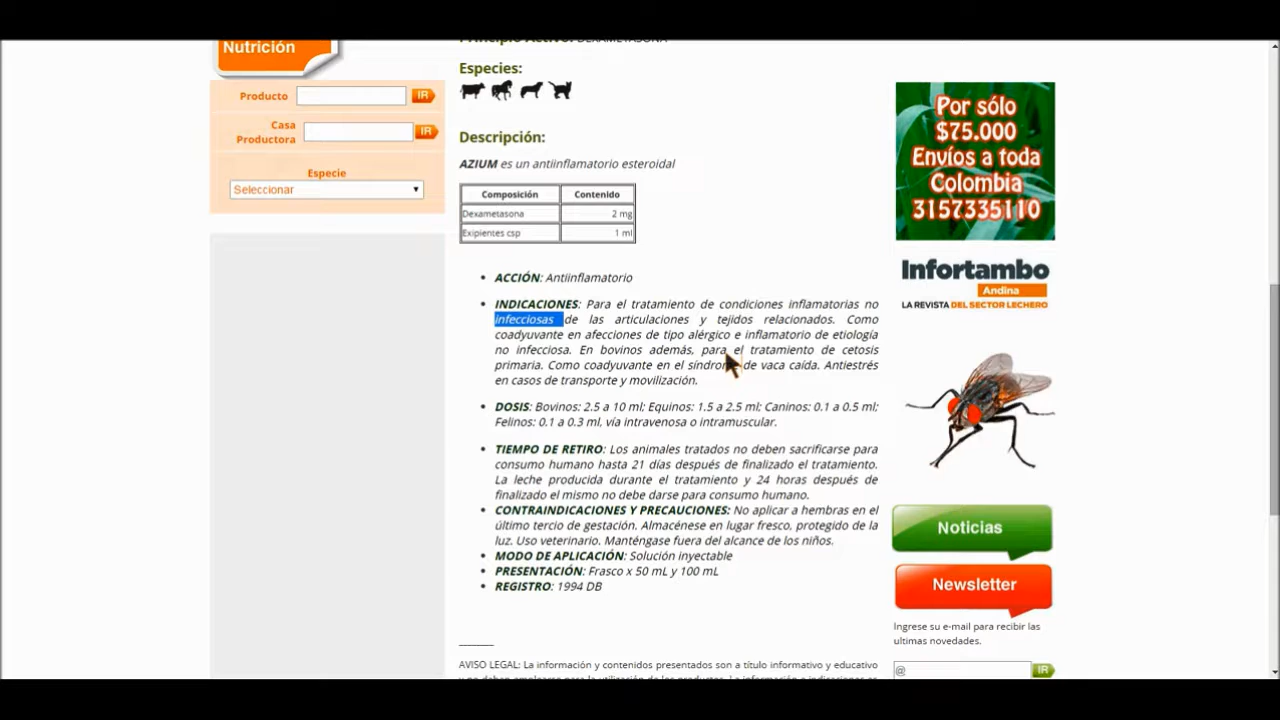 Nutrición
Producto
IR
Casa
Productora
IR
Especie
Seleccionar
Principio Activo: DEXAMETASONA
Especies:
Descripción:
AZIUM es un antiinflamatorio esteroidal
Composición Contenido
Dexametasona 2 mg
Exipientes csp 1 ml
• ACCIÓN: Antiinflamatorio
• INDICACIONES: Para el tratamiento de condiciones inflamatorias no
infecciosas de las articulaciones y tejidos relacionados. Como
coadyuvante en afecciones de tipo alérgico e inflamatorio de etiología
no infecciosa. En bovinos además, para el tratamiento de cetosis
primaria. Como coadyuvante en el síndrome de vaca caída. Antiestrés
en casos de transporte y movilización.
• DOSIS: Bovinos: 2.5 a 10 ml; Equinos: 1.5 a 2.5 ml; Caninos: 0.1 a 0.5 ml;
Felinos: 0.1 a 0.3 ml, vía intravenosa o intramuscular.
• TIEMPO DE RETIRO: Los animales tratados no deben sacrificarse para
consumo humano hasta 21 días después de finalizado el tratamiento.
La leche producida durante el tratamiento y 24 horas después de
finalizado el mismo no debe darse para consumo humano.
• CONTRAINDICACIONES Y PRECAUCIONES: No aplicar a hembras en el
último tercio de gestación. Almacénese en lugar fresco, protegido de la
luz. Uso veterinario. Manténgase fuera del alcance de los niños.
• MODO DE APLICACIÓN: Solución inyectable
• PRESENTACIÓN: Frasco x 50 mL y 100 mL
• REGISTRO: 1994 DB
AVISO LEGAL: La información y contenidos presentados son a título informativo y educativo
Por sólo
$75.000
Envíos a toda
Colombia
3157335110
Infortambo
Andina
LA REVISTA DEL SECTOR LECHERO
Noticias
Newsletter
Ingrese su e-mail para recibir las
ultimas novedades.
@
IR